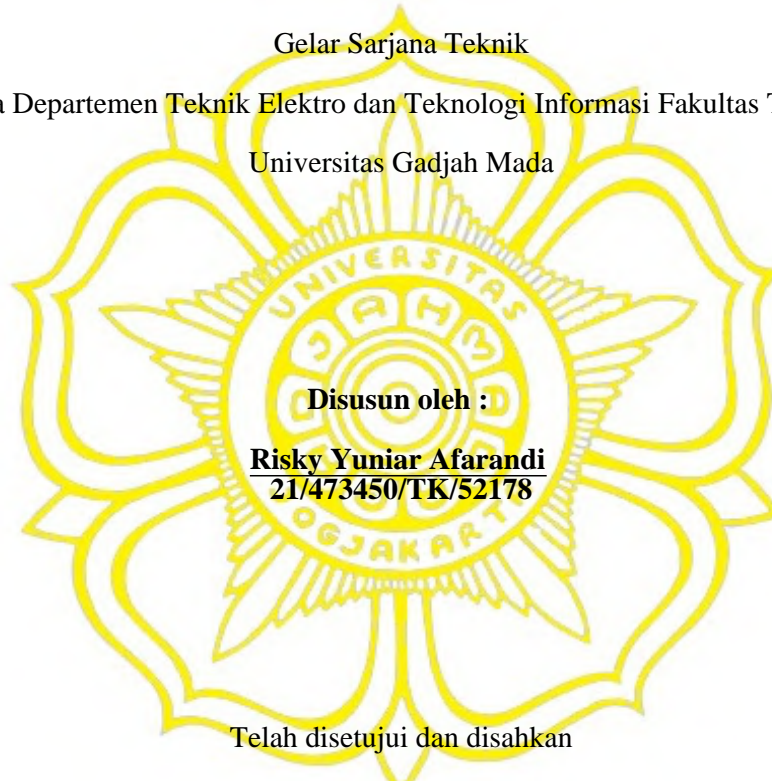 Gelar Sarjana Teknik
Departemen Teknik Elektro dan Teknologi Informasi Fakultas
Universitas Gadjah Mada
UNIVERSITAS
Disusun oleh :
Risky Yuniar Afarandi
21/473450/TK/52178
Telah disetujui dan disahkan